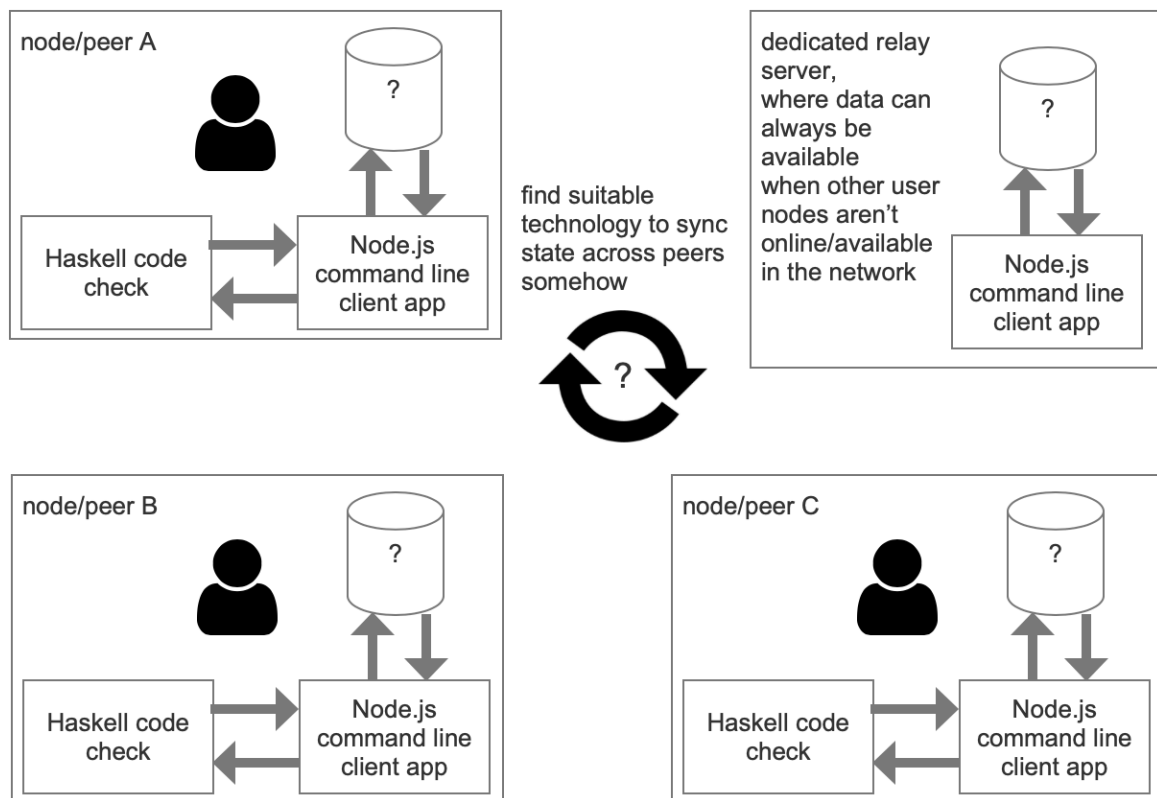 node/peer A
?
Haskell code
check
Node.js
command line
client app
find suitable
technology to sync
state across peers
somehow
?
dedicated relay
server,
where data can
always be
available
when other user
nodes aren’t
online/available
in the network
?
Node.js
command line
client app
node/peer B
?
Haskell code
check
Node.js
command line
client app
node/peer C
?
Haskell code
check
Node.js
command line
client app